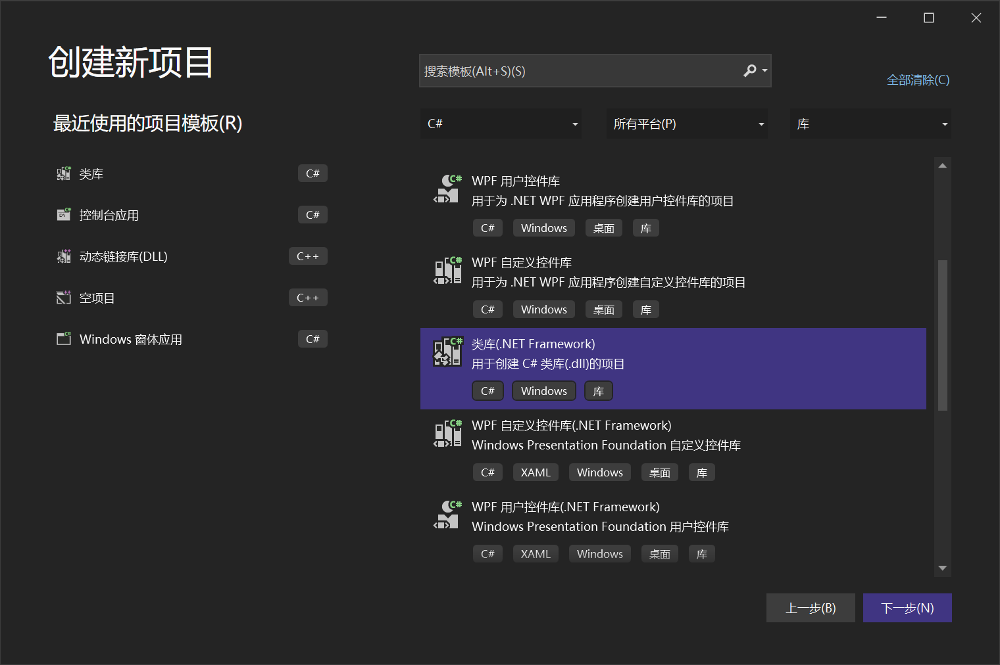 创建新项目
搜索模板(Alt+S)(S)
全部清除(C)
最近使用的项目模板(R)
C#
所有平台(P)
库
类库
C#
控制台应用
C#
动态链接库(DLL)
C++
空项目
C++
Windows 窗体应用
C#
WPF 用户控件库
用于为 .NET WPF 应用程序创建用户控件库的项目
C# Windows 桌面 库
WPF 自定义控件库
用于为 .NET WPF 应用程序创建自定义控件库的项目
C# Windows 桌面 库
类库(.NET Framework)
用于创建 C# 类库(.dll)的项目
C# Windows 库
WPF 自定义控件库(.NET Framework)
Windows Presentation Foundation 自定义控件库
C# XAML Windows 桌面 库
WPF 用户控件库(.NET Framework)
Windows Presentation Foundation 用户控件库
C# XAML Windows 桌面 库
上一步(B)
下一步(N)